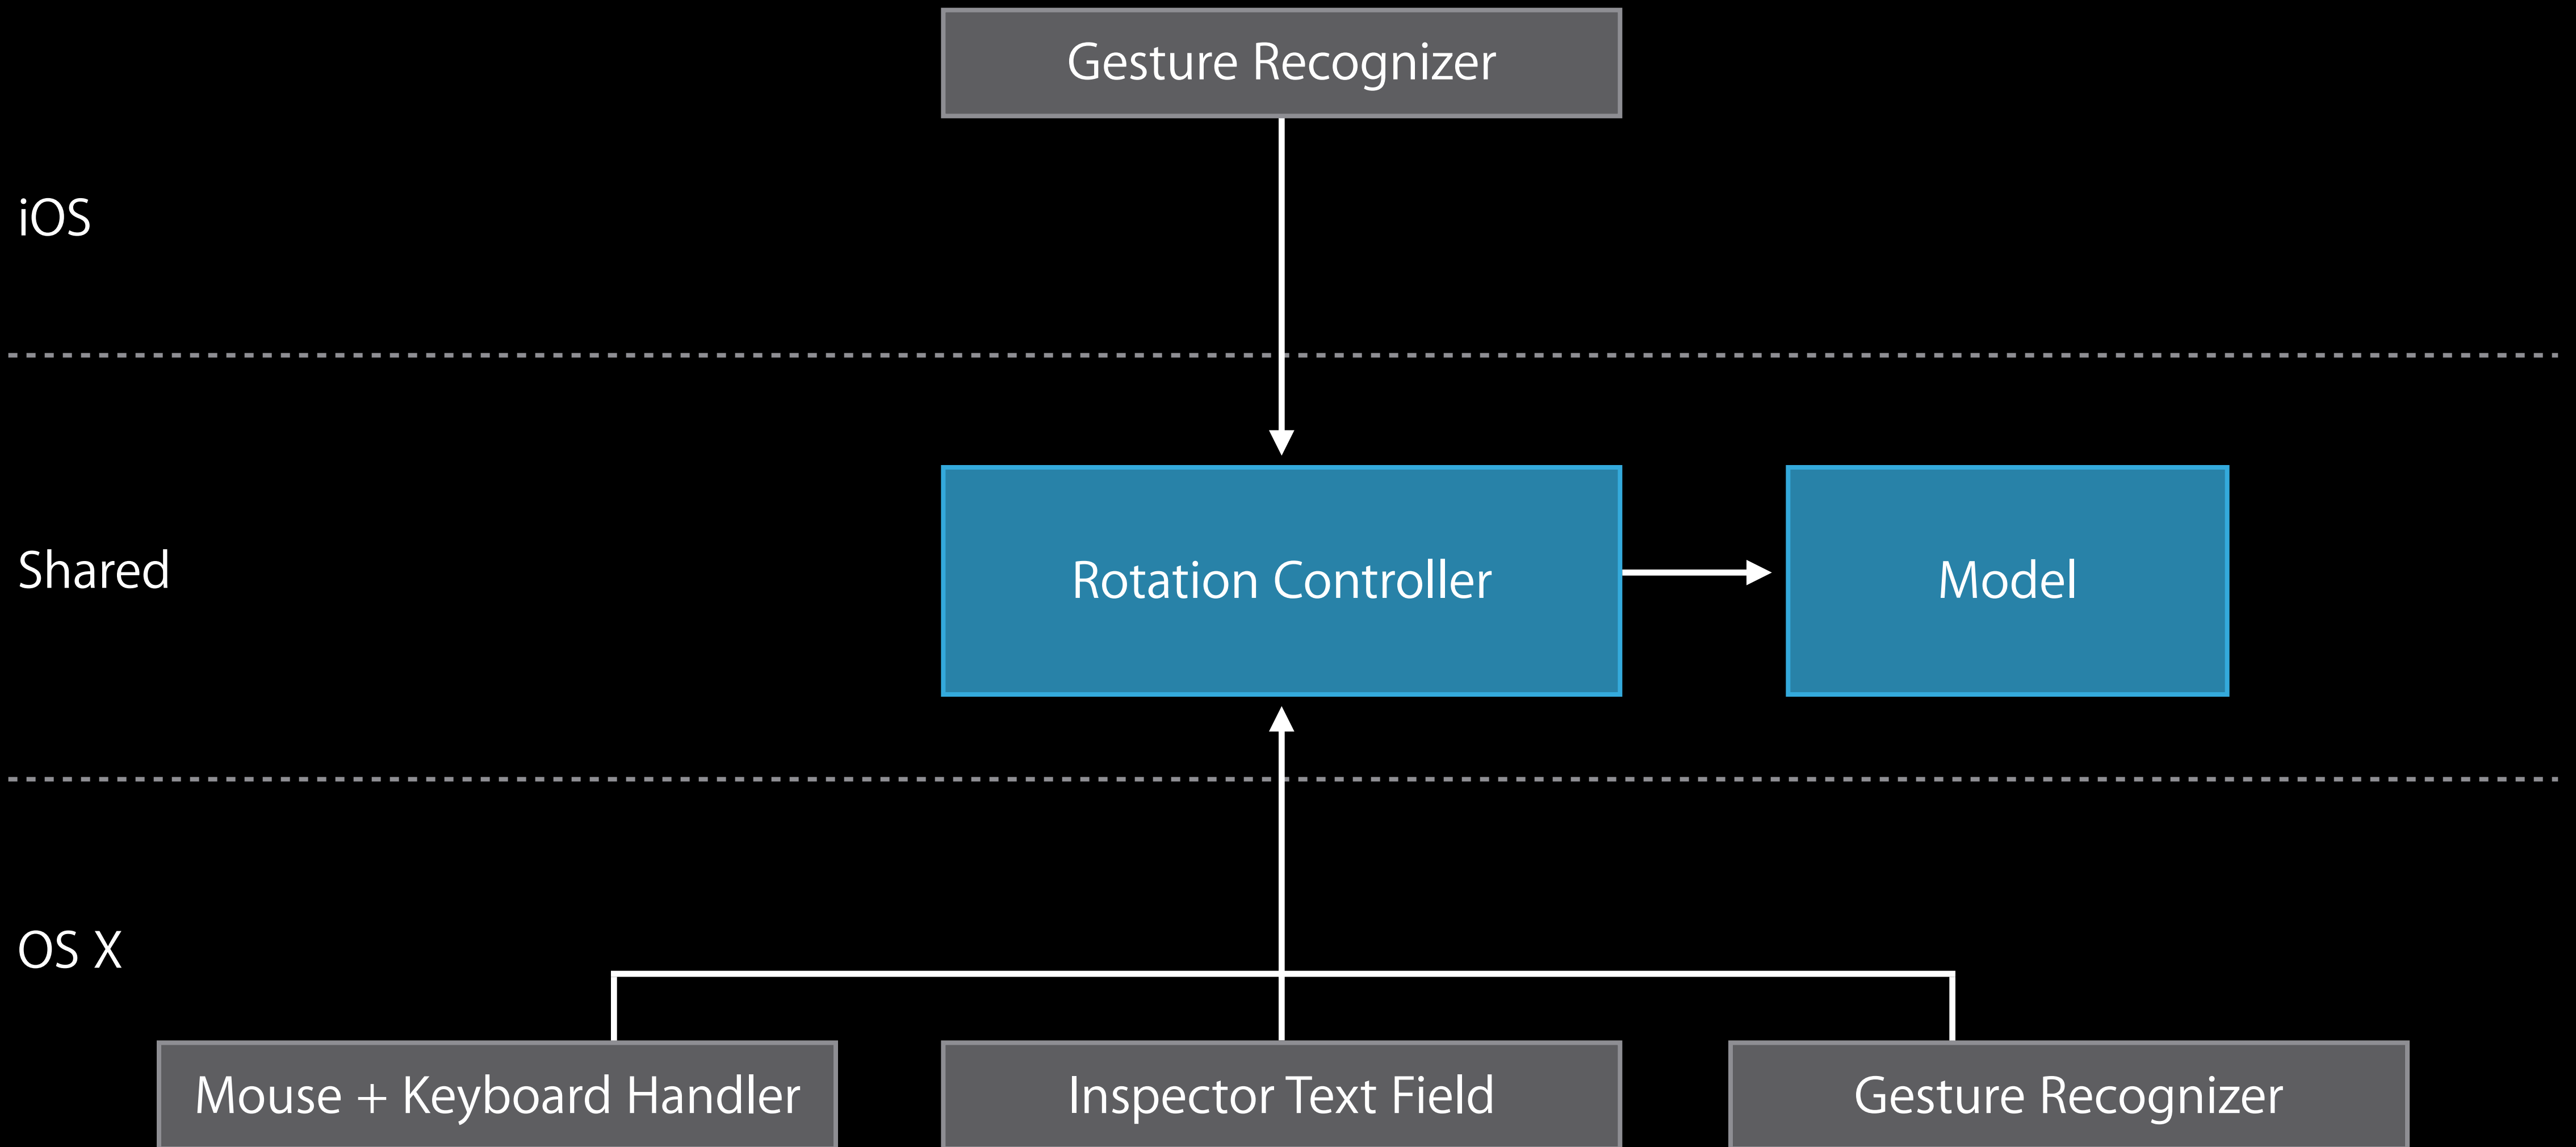 Gesture Recognizer
iOS
Shared
Rotation Controller
Model
OS X
Mouse + Keyboard Handler
Inspector Text Field
Gesture Recognizer